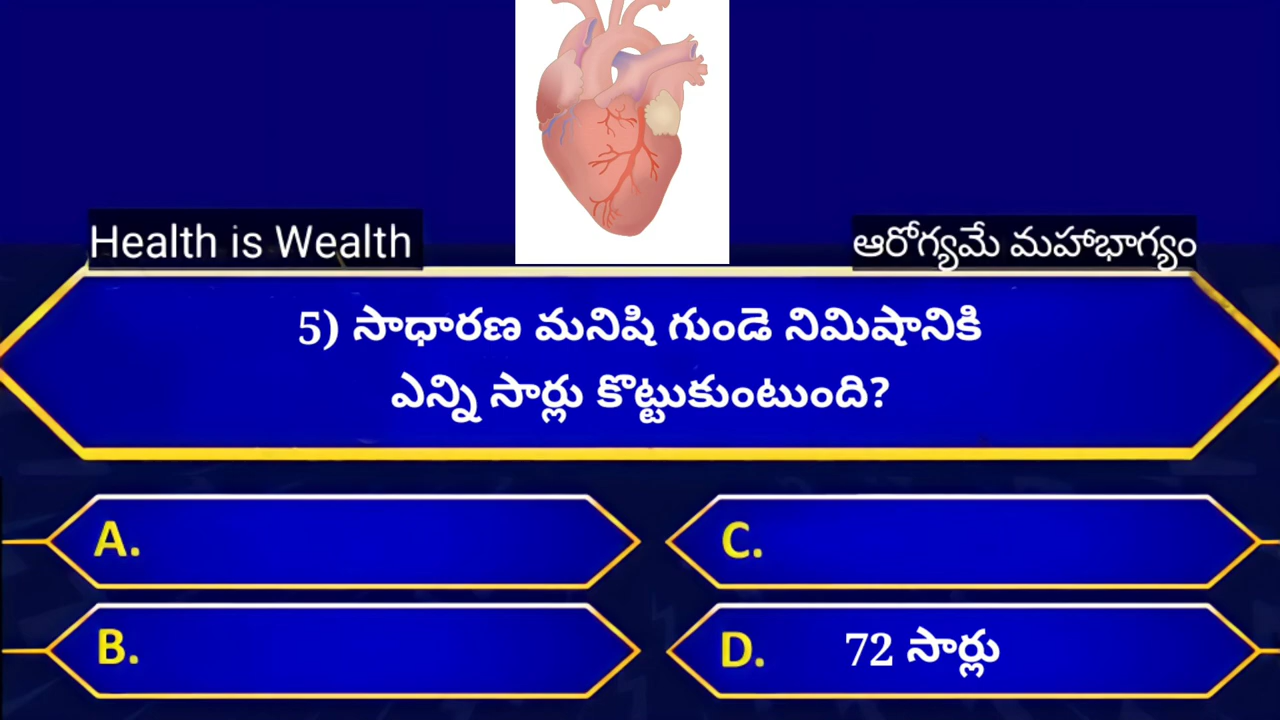 Health is Wealth
ఆరోగ్యమే మహాభాగ్యం
5) సాధారణ మనిషి గుండె నిమిషానికి
ఎన్ని సార్లు కొట్టుకుంటుంది?
A.
B.
C.
D. 72 సార్లు